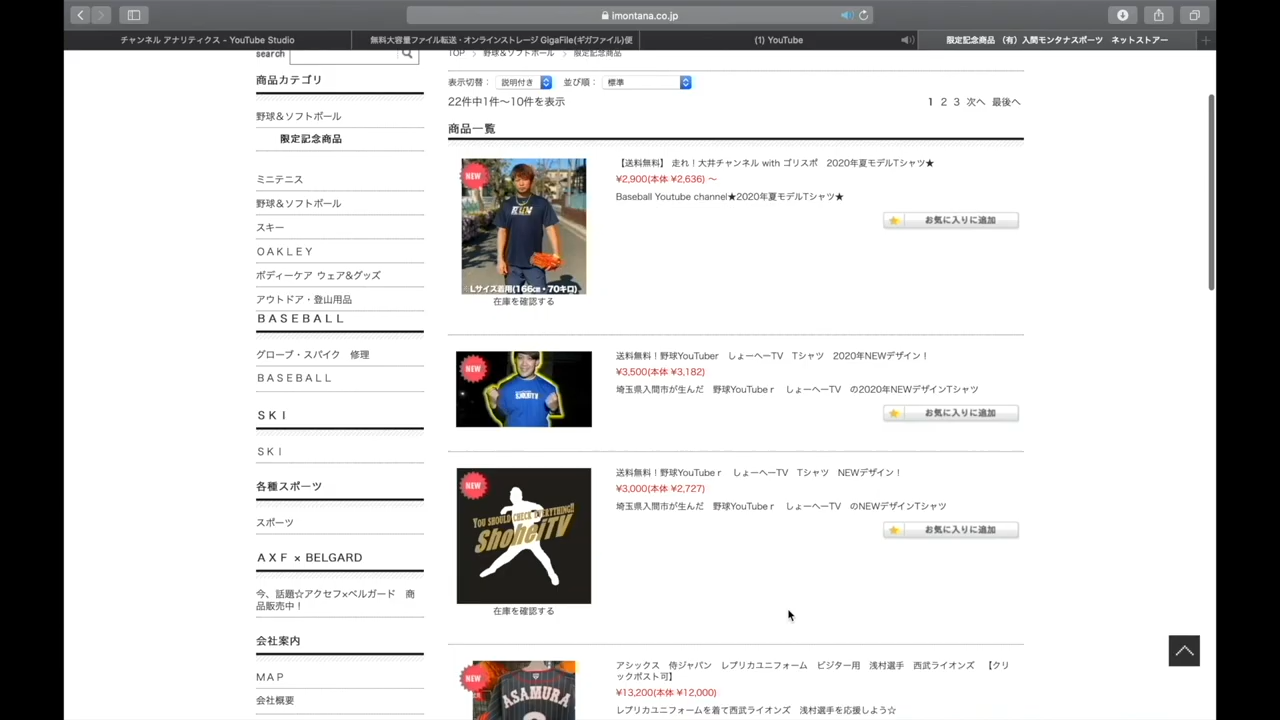 imontana.co.jp
チャンネル アナリティクス - YouTube Studio
無料大容量ファイル転送・オンラインストレージ GigaFile(ギガファイル)便
(1) YouTube
限定記念商品 （有）入間モンタナスポーツ ネットストアー
search
TOP > 野球&ソフトボール > 限定記念商品
商品カテゴリ
野球&ソフトボール
限定記念商品
ミニテニス
野球&ソフトボール
スキー
ＯＡＫＬＥＹ
ボディーケア ウェア&グッズ
アウトドア・登山用品
ＢＡＳＥＢＡＬＬ
グローブ・スパイク 修理
ＢＡＳＥＢＡＬＬ
ＳＫＩ
ＳＫＩ
各種スポーツ
スポーツ
ＡＸＦ × BELGARD
今、話題☆アクセフ×ベルガード 商
品販売中！
会社案内
ＭＡＰ
会社概要
表示切替： 説明付き 並び順： 標準
22件中1件〜10件を表示
1 2 3 次へ 最後へ
商品一覧
NEW
※Lサイズ着用(166㎝・70キロ)
在庫を確認する
【送料無料】 走れ！大井チャンネル with ゴリスポ 2020年夏モデルTシャツ★
¥2,900(本体 ¥2,636) 〜
Baseball Youtube channel★2020年夏モデルTシャツ★
お気に入りに追加
NEW
送料無料！野球YouTuber しょーへーTV Tシャツ 2020年NEWデザイン！
¥3,500(本体 ¥3,182)
埼玉県入間市が生んだ 野球YouTubeｒ しょーへーTV の2020年NEWデザインTシャツ
お気に入りに追加
NEW
YOU SHOULD CHECK EVERYTHING!!
ShoheiTV
在庫を確認する
送料無料！野球YouTubeｒ しょーへーTV Tシャツ NEWデザイン！
¥3,000(本体 ¥2,727)
埼玉県入間市が生んだ 野球YouTubeｒ しょーへーTV のNEWデザインTシャツ
お気に入りに追加
NEW
ASAMURA
アシックス 侍ジャパン レプリカユニフォーム ビジター用 浅村選手 西武ライオンズ 【クリ
ックポスト可】
¥13,200(本体 ¥12,000)
レプリカユニフォームを着て西武ライオンズ 浅村選手を応援しよう☆